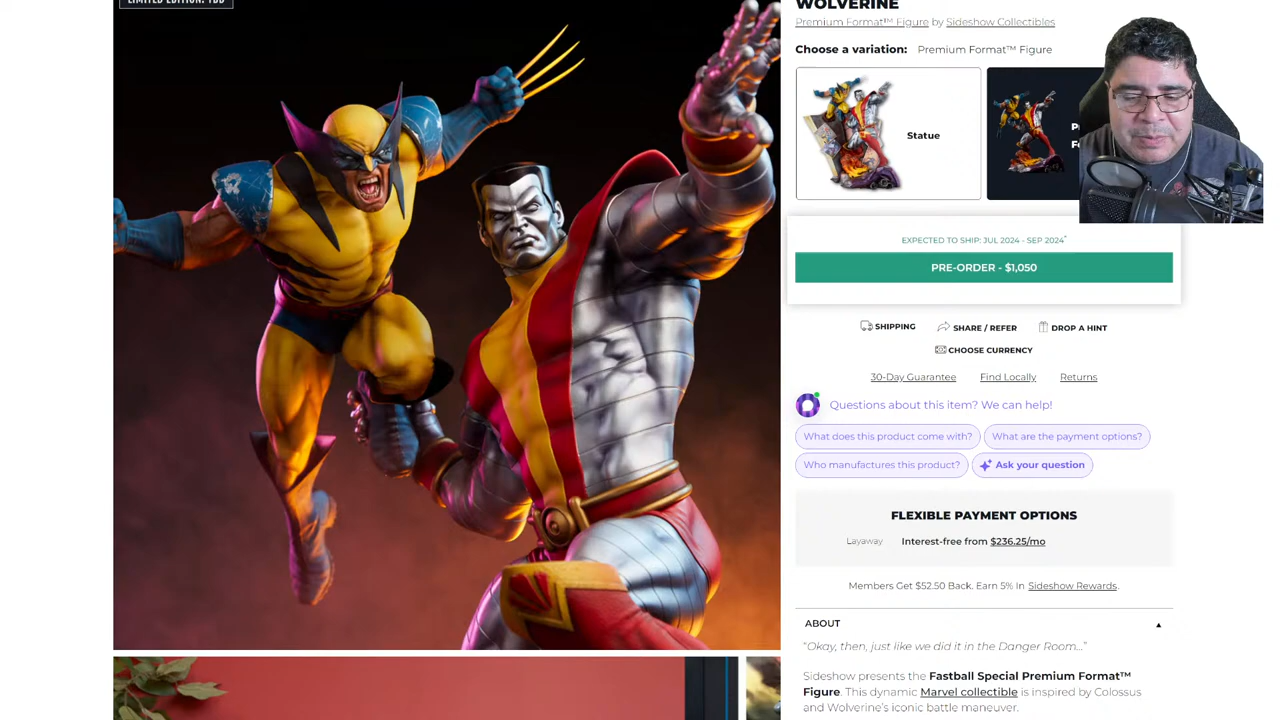 WOLVERINE
Premium Format™ Figure by Sideshow Collectibles
Choose a variation: Premium Format™ Figure
Statue
EXPECTED TO SHIP: JUL 2024 - SEP 2024*
PRE-ORDER - $1,050
SHIPPING
SHARE / REFER
DROP A HINT
CHOOSE CURRENCY
30-Day Guarantee
Find Locally
Returns
Questions about this item? We can help!
What does this product come with?
What are the payment options?
Who manufactures this product?
Ask your question
FLEXIBLE PAYMENT OPTIONS
Layaway
Interest-free from $236.25/mo
Members Get $52.50 Back. Earn 5% In Sideshow Rewards.
ABOUT
“Okay, then, just like we did it in the Danger Room...”
Sideshow presents the Fastball Special Premium Format™
Figure. This dynamic Marvel collectible is inspired by Colossus
and Wolverine's iconic battle maneuver.